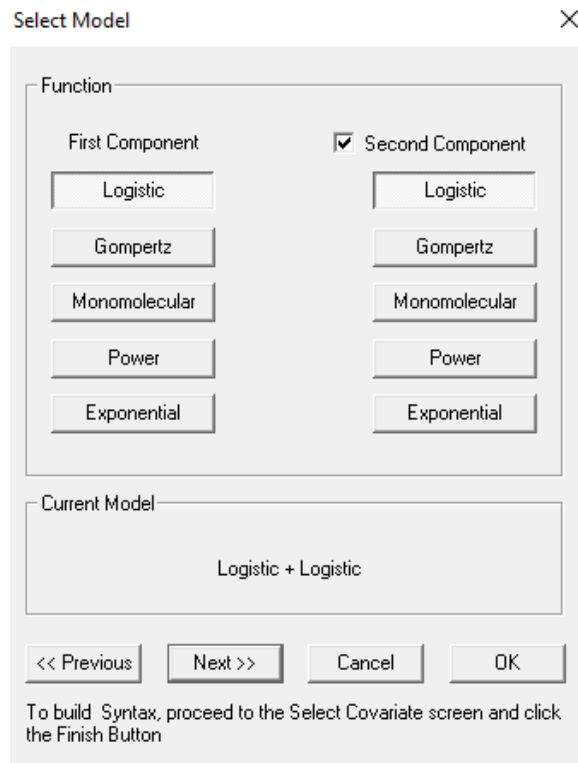 Select Model
Function
First Component
Second Component
Logistic
Logistic
Gompertz
Gompertz
Monomolecular
Monomolecular
Power
Power
Exponential
Exponential
Current Model
Logistic + Logistic
<< Previous
Next >>
Cancel
OK
To build Syntax, proceed to the Select Covariate screen and click
the Finish Button